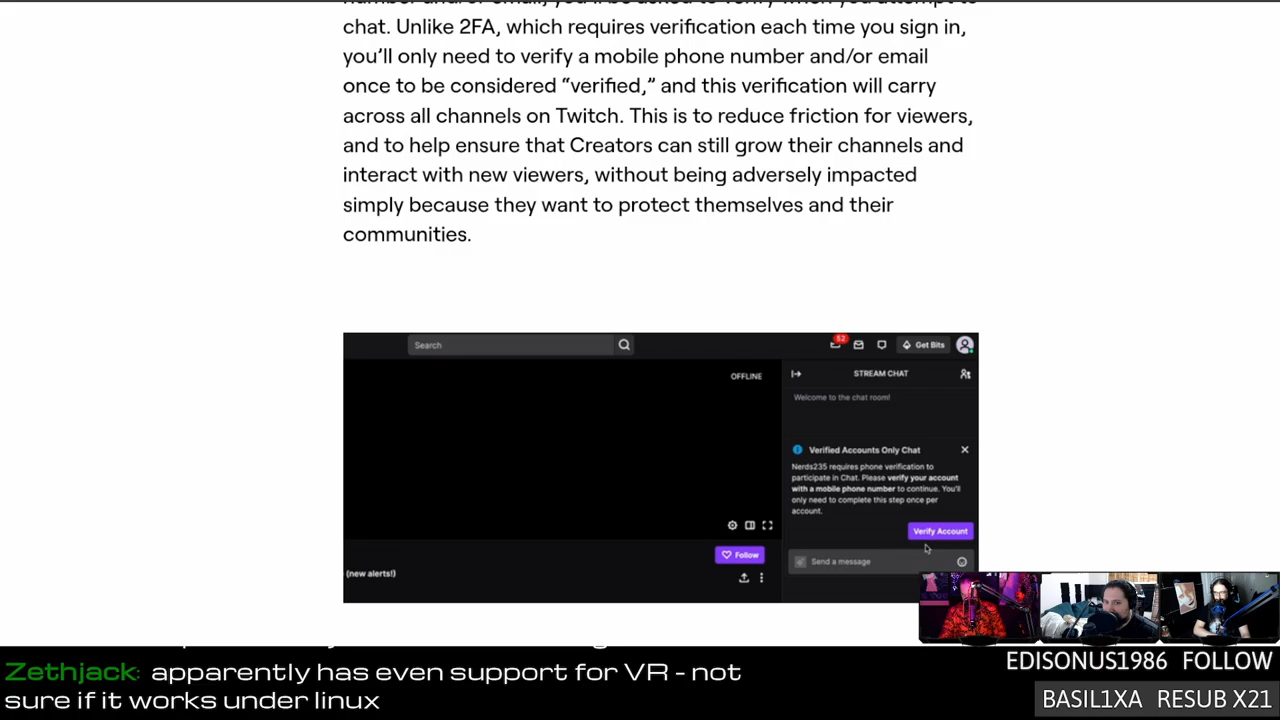 chat. Unlike 2FA, which requires verification each time you sign in,
you’ll only need to verify a mobile phone number and/or email
once to be considered “verified,” and this verification will carry
across all channels on Twitch. This is to reduce friction for viewers,
and to help ensure that Creators can still grow their channels and
interact with new viewers, without being adversely impacted
simply because they want to protect themselves and their
communities.
Search
52
Get Bits
OFFLINE
STREAM CHAT
Welcome to the chat room!
Verified Accounts Only Chat
Nerds235 requires phone verification to
participate in Chat. Please verify your account
with a mobile phone number to continue. You'll
only need to complete this step once per
account.
Verify Account
Follow
Send a message
(new alerts!)
Zethjack: apparently has even support for VR - not
sure if it works under linux
EDISONUS1986 FOLLOW
BASIL1XA RESUB X21